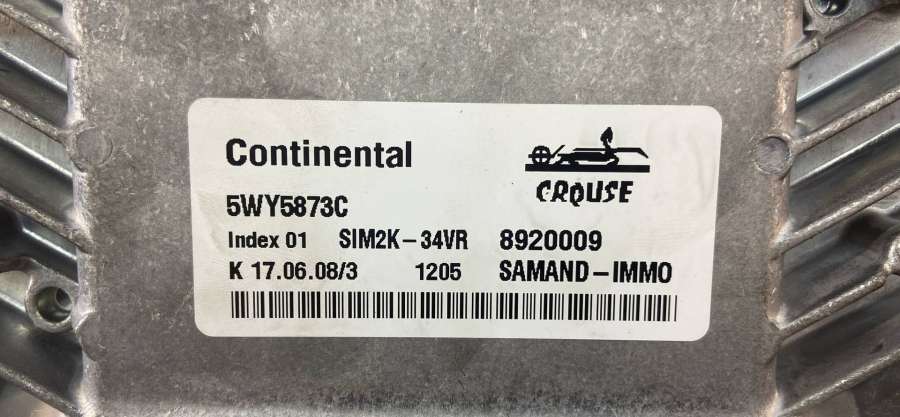 Continental
CROUSE
5WY5873C
Index 01 SIM2K-34VR 8920009
K 17.06.08/3 1205 SAMAND-IMMO